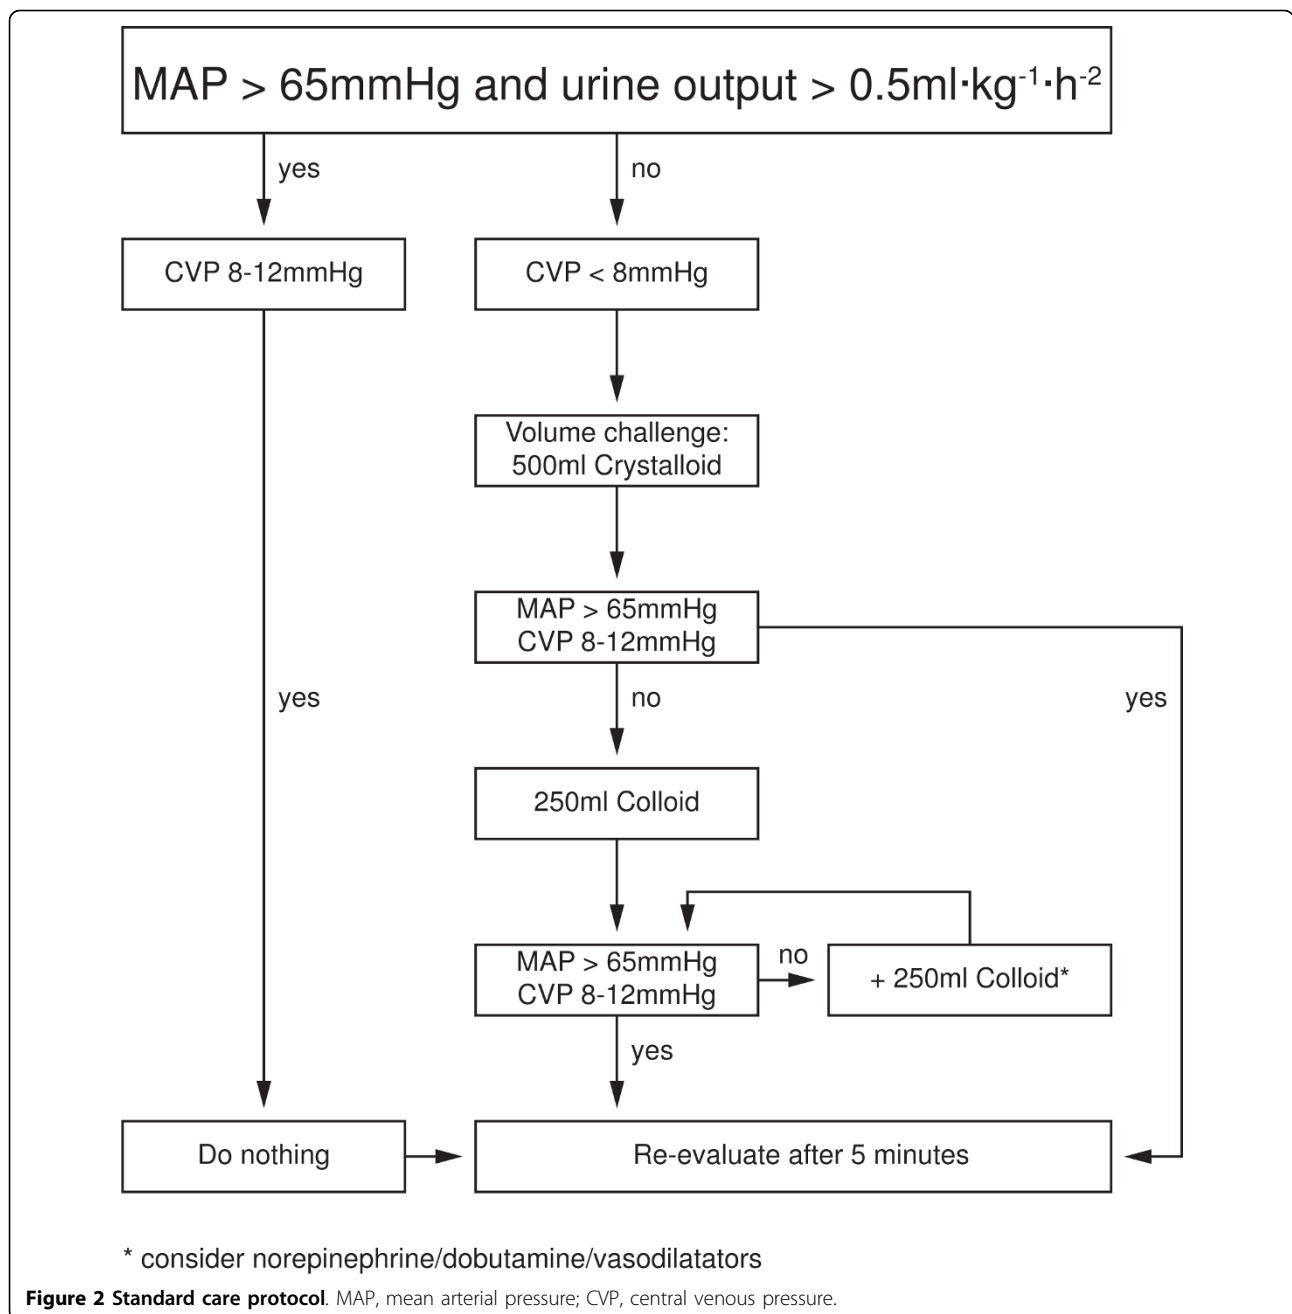 MAP > 65mmHg and urine output > 0.5ml·kg⁻¹·h⁻²
yes
no
CVP 8-12mmHg
CVP < 8mmHg
Volume challenge:
500ml Crystalloid
MAP > 65mmHg
CVP 8-12mmHg
yes
no
yes
250ml Colloid
MAP > 65mmHg
CVP 8-12mmHg
no
+ 250ml Colloid*
yes
Do nothing
Re-evaluate after 5 minutes
* consider norepinephrine/dobutamine/vasodilatators
Figure 2 Standard care protocol. MAP, mean arterial pressure; CVP, central venous pressure.